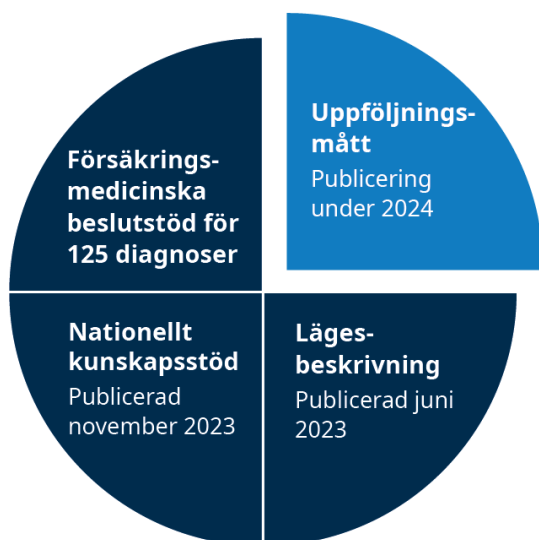 Försäkrings-
medicinska
beslutstöd för
125 diagnoser
Uppföljnings-
mått
Publicering
under 2024
Nationellt
kunskapsstöd
Publicerad
november 2023
Läges-
beskrivning
Publicerad juni
2023